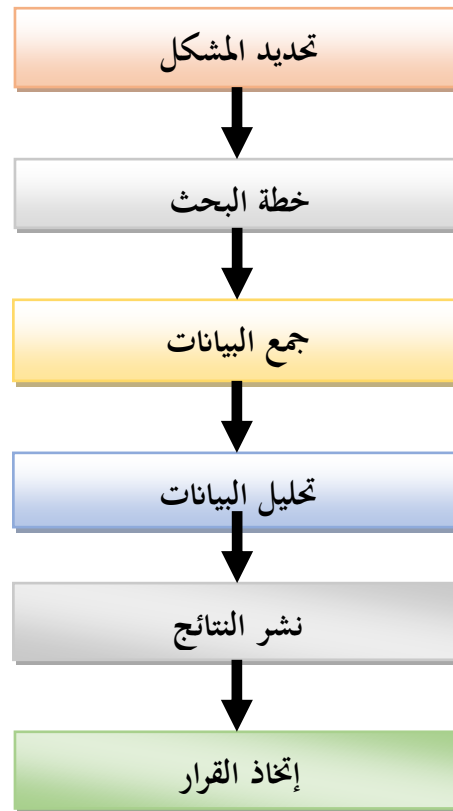 تحديد المشكل
خطة البحث
جمع البيانات
تحليل البيانات
نشر النتائج
إتخاذ القرار